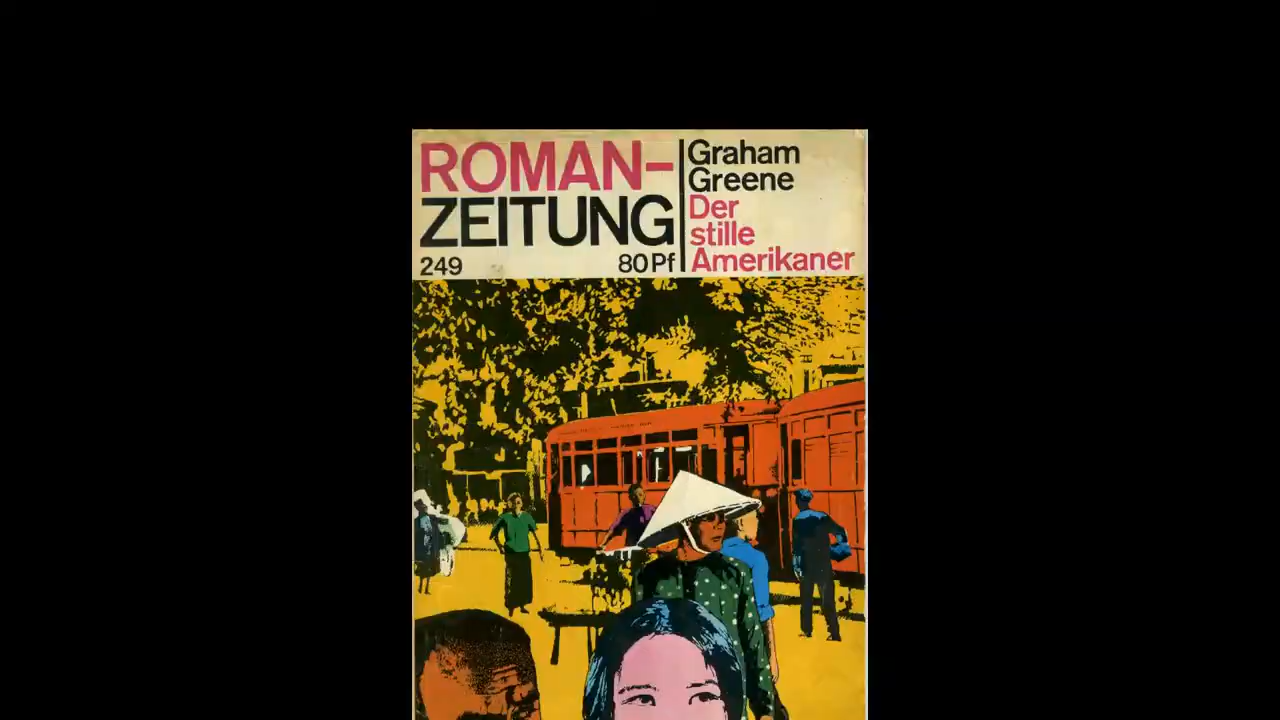 ROMAN-
ZEITUNG
249
80 Pf
Graham
Greene
Der
stille
Amerikaner